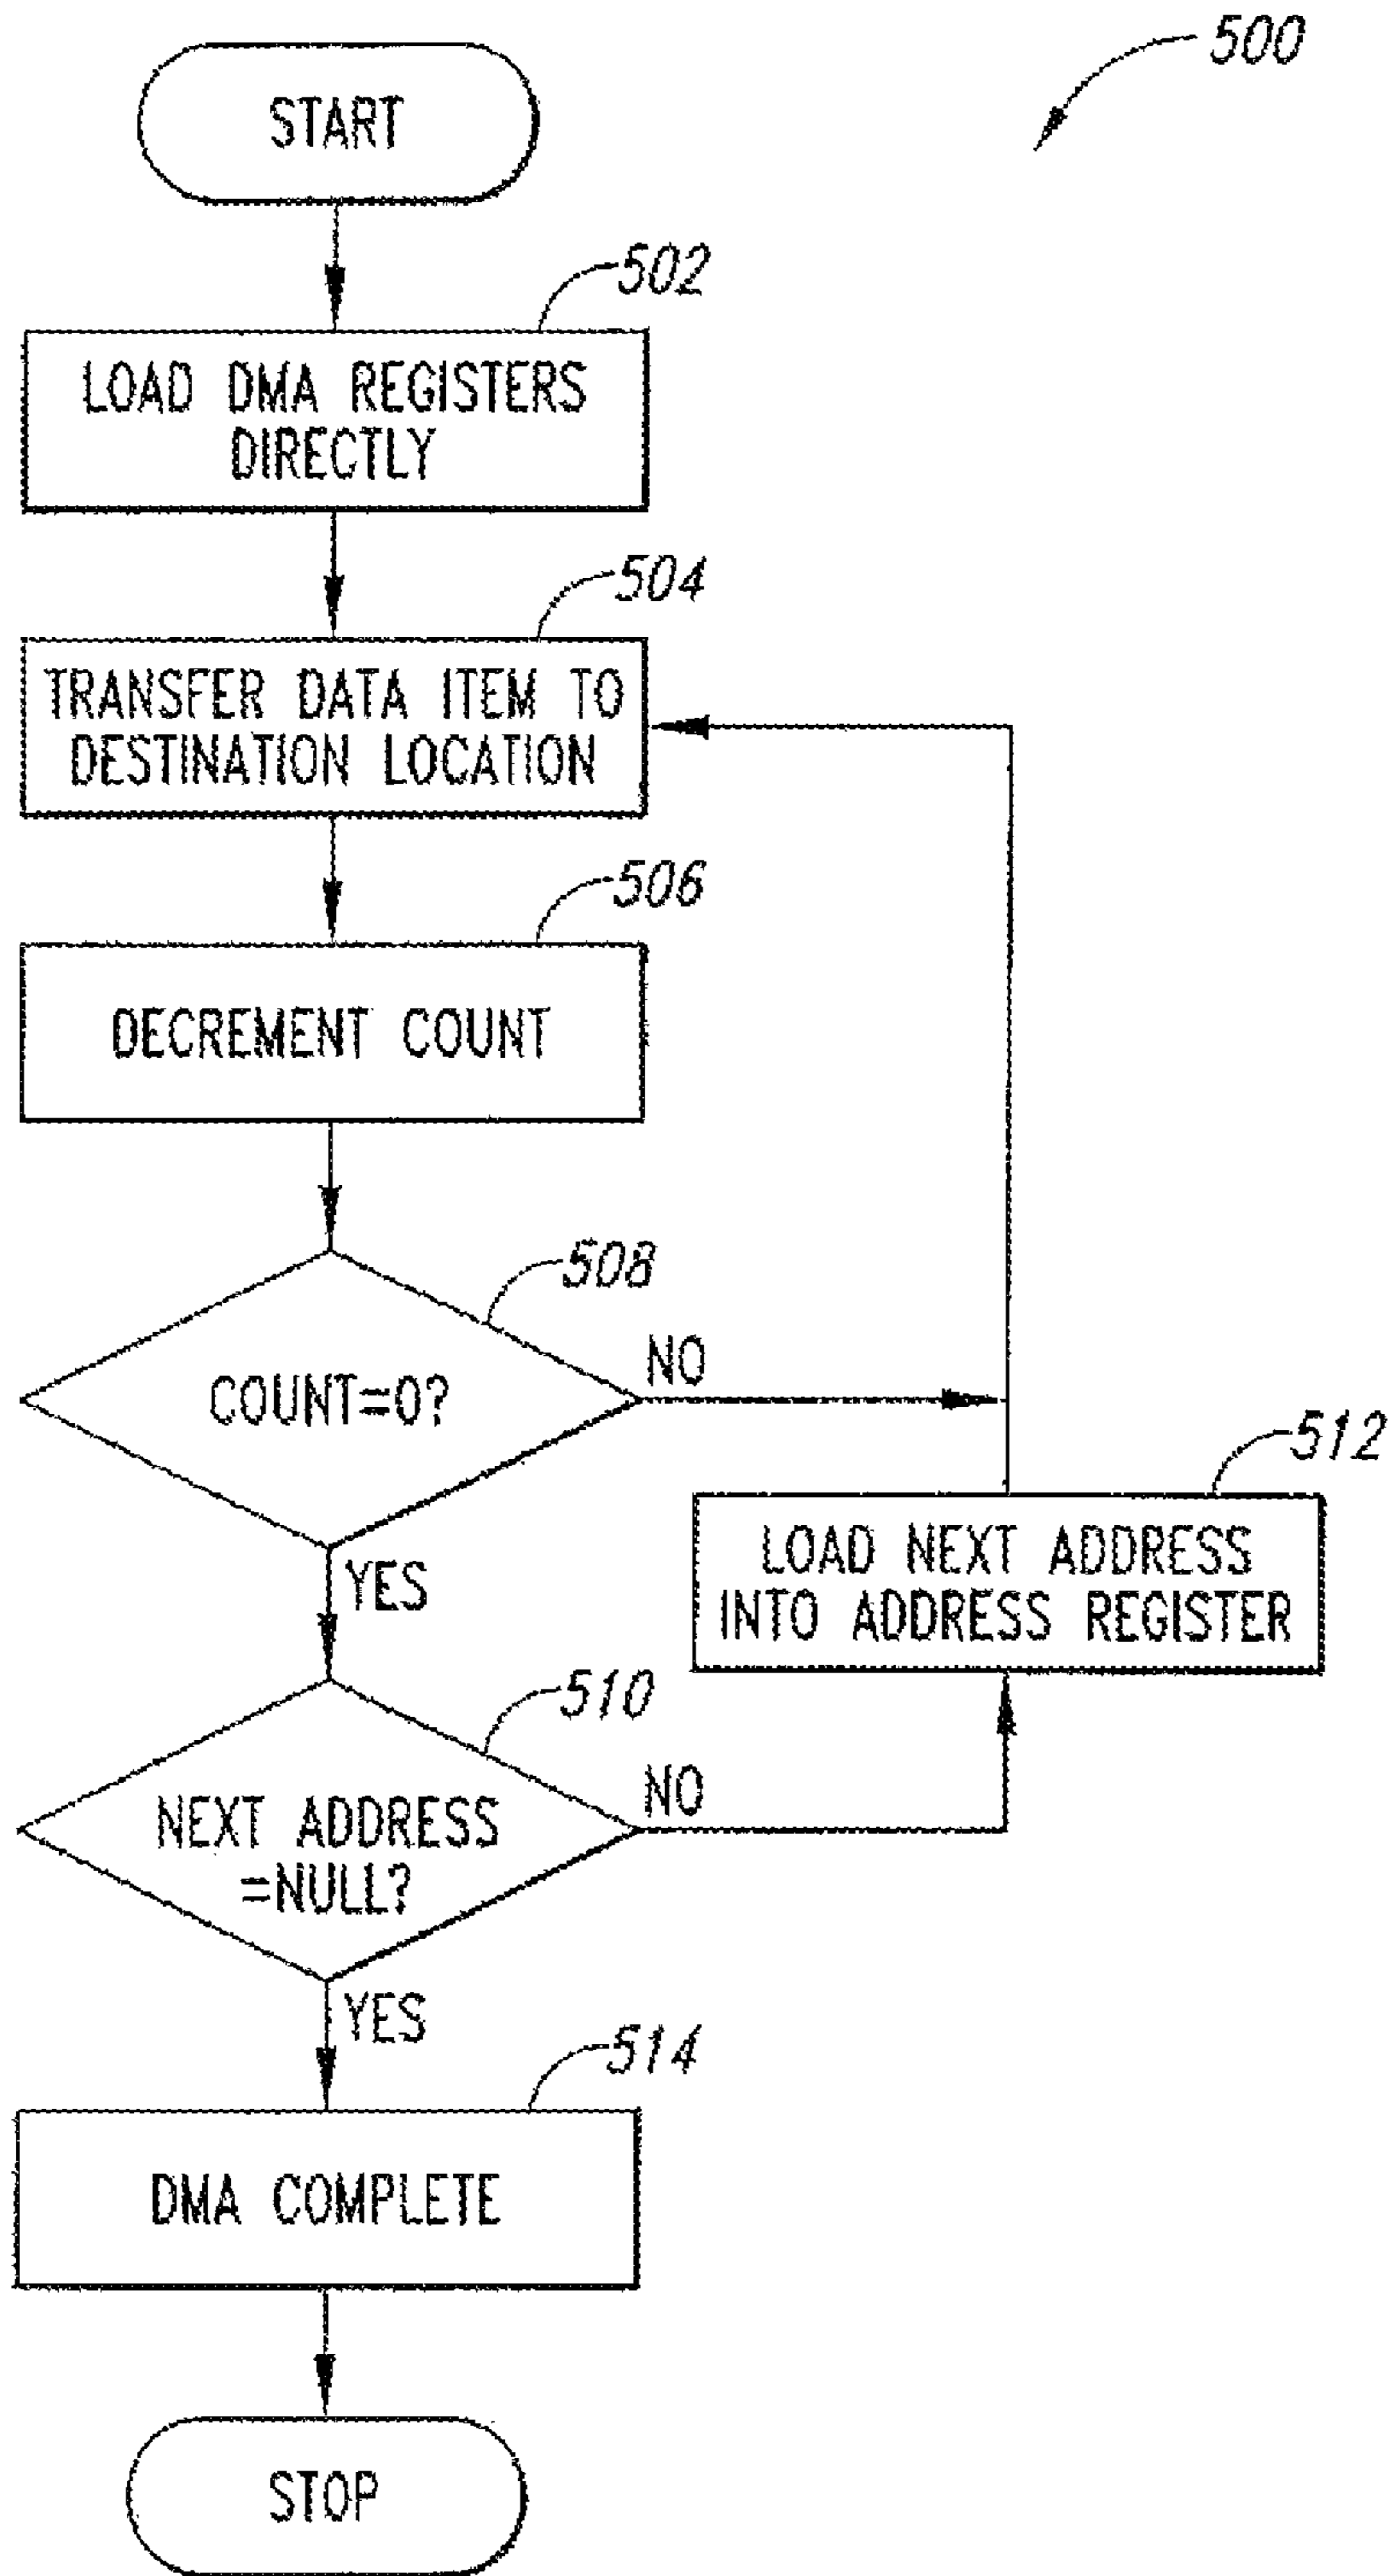 500
START
502
LOAD DMA REGISTERS
DIRECTLY
504
TRANSFER DATA ITEM TO
DESTINATION LOCATION
506
DECREMENT COUNT
508
COUNT=0?
NO
YES
512
LOAD NEXT ADDRESS
INTO ADDRESS REGISTER
510
NEXT ADDRESS
=NULL?
NO
YES
514
DMA COMPLETE
STOP